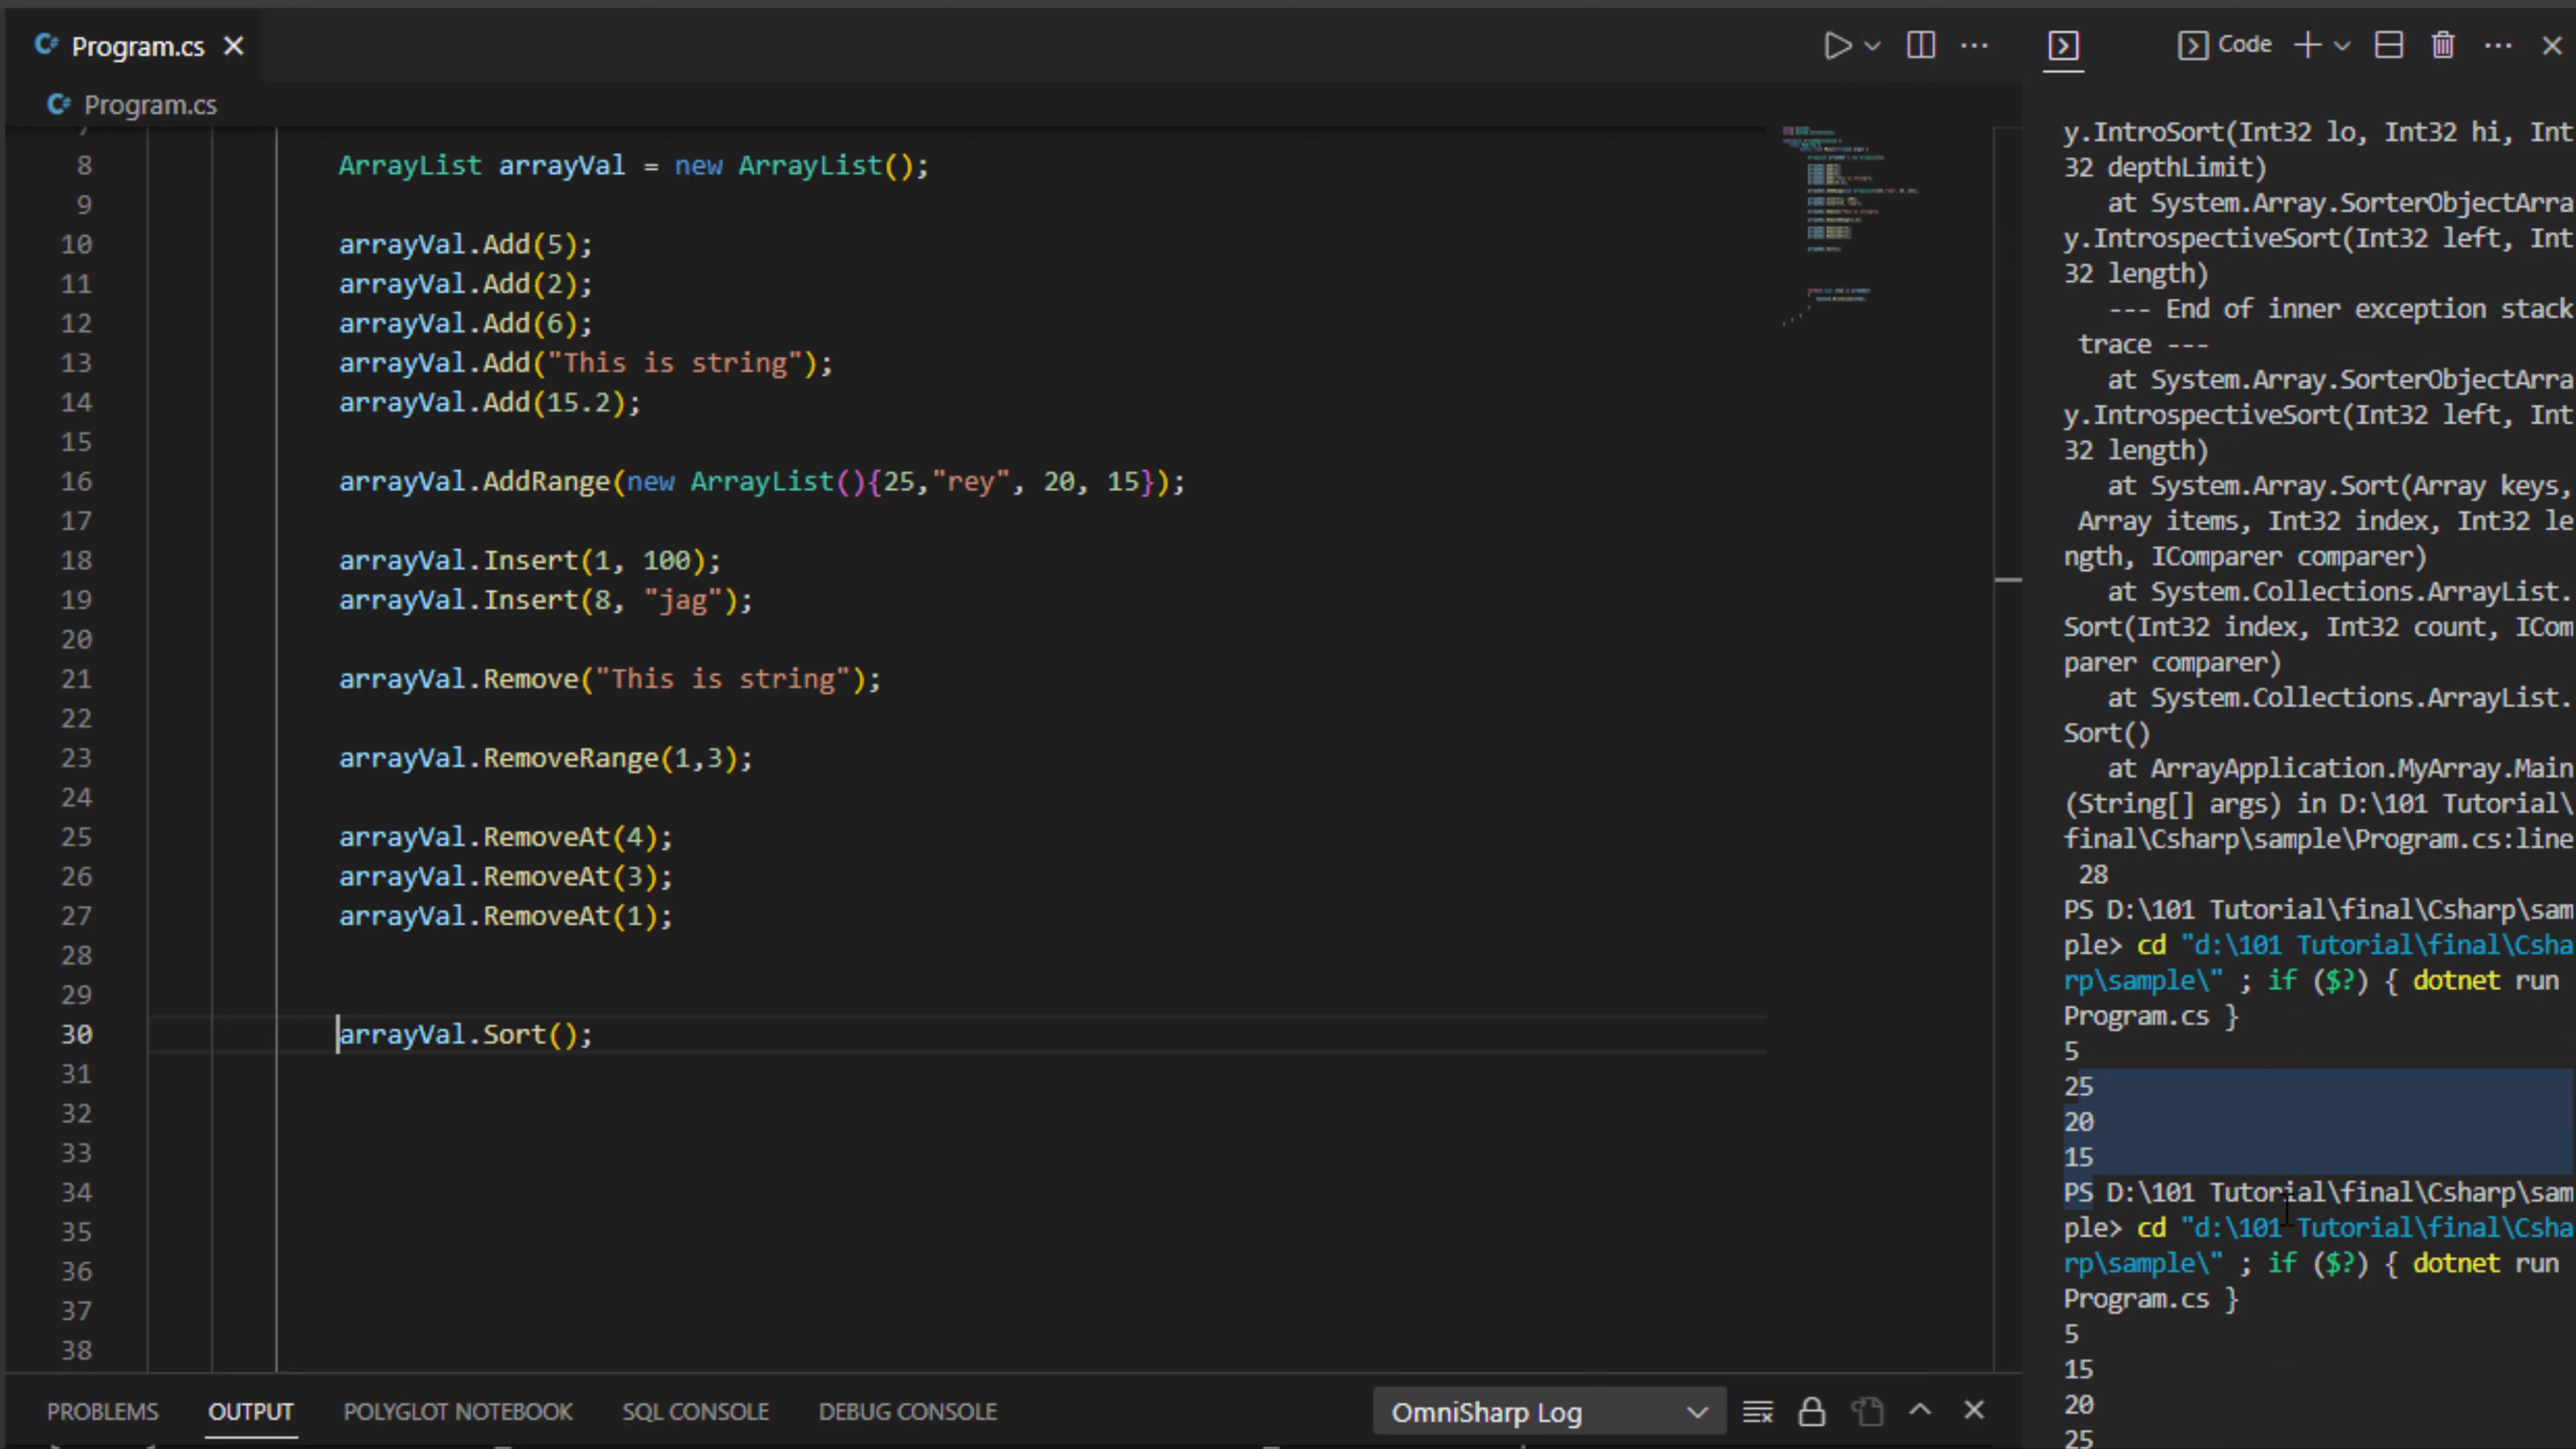 Program.cs
Code
Program.cs
7
8 ArrayList arrayVal = new ArrayList();
9
10 arrayVal.Add(5);
11 arrayVal.Add(2);
12 arrayVal.Add(6);
13 arrayVal.Add("This is string");
14 arrayVal.Add(15.2);
15
16 arrayVal.AddRange(new ArrayList(){25,"rey", 20, 15});
17
18 arrayVal.Insert(1, 100);
19 arrayVal.Insert(8, "jag");
20
21 arrayVal.Remove("This is string");
22
23 arrayVal.RemoveRange(1,3);
24
25 arrayVal.RemoveAt(4);
26 arrayVal.RemoveAt(3);
27 arrayVal.RemoveAt(1);
28
29
30 arrayVal.Sort();
31
32
33
34
35
36
37
38
y.IntroSort(Int32 lo, Int32 hi, Int
32 depthLimit)
at System.Array.SorterObjectArra
y.IntrospectiveSort(Int32 left, Int
32 length)
--- End of inner exception stack
trace ---
at System.Array.SorterObjectArra
y.IntrospectiveSort(Int32 left, Int
32 length)
at System.Array.Sort(Array keys,
Array items, Int32 index, Int32 le
ngth, IComparer comparer)
at System.Collections.ArrayList.
Sort(Int32 index, Int32 count, ICom
parer comparer)
at System.Collections.ArrayList.
Sort()
at ArrayApplication.MyArray.Main
(String[] args) in D:\101 Tutorial\
final\Csharp\sample\Program.cs:line
28
PS D:\101 Tutorial\final\Csharp\sam
ple> cd "d:\101 Tutorial\final\Csha
rp\sample\" ; if ($?) { dotnet run
Program.cs }
5
25
20
15
PS D:\101 Tutorial\final\Csharp\sam
ple> cd "d:\101 Tutorial\final\Csha
rp\sample\" ; if ($?) { dotnet run
Program.cs }
5
15
20
25
PROBLEMS OUTPUT POLYGLOT NOTEBOOK SQL CONSOLE DEBUG CONSOLE OmniSharp Log